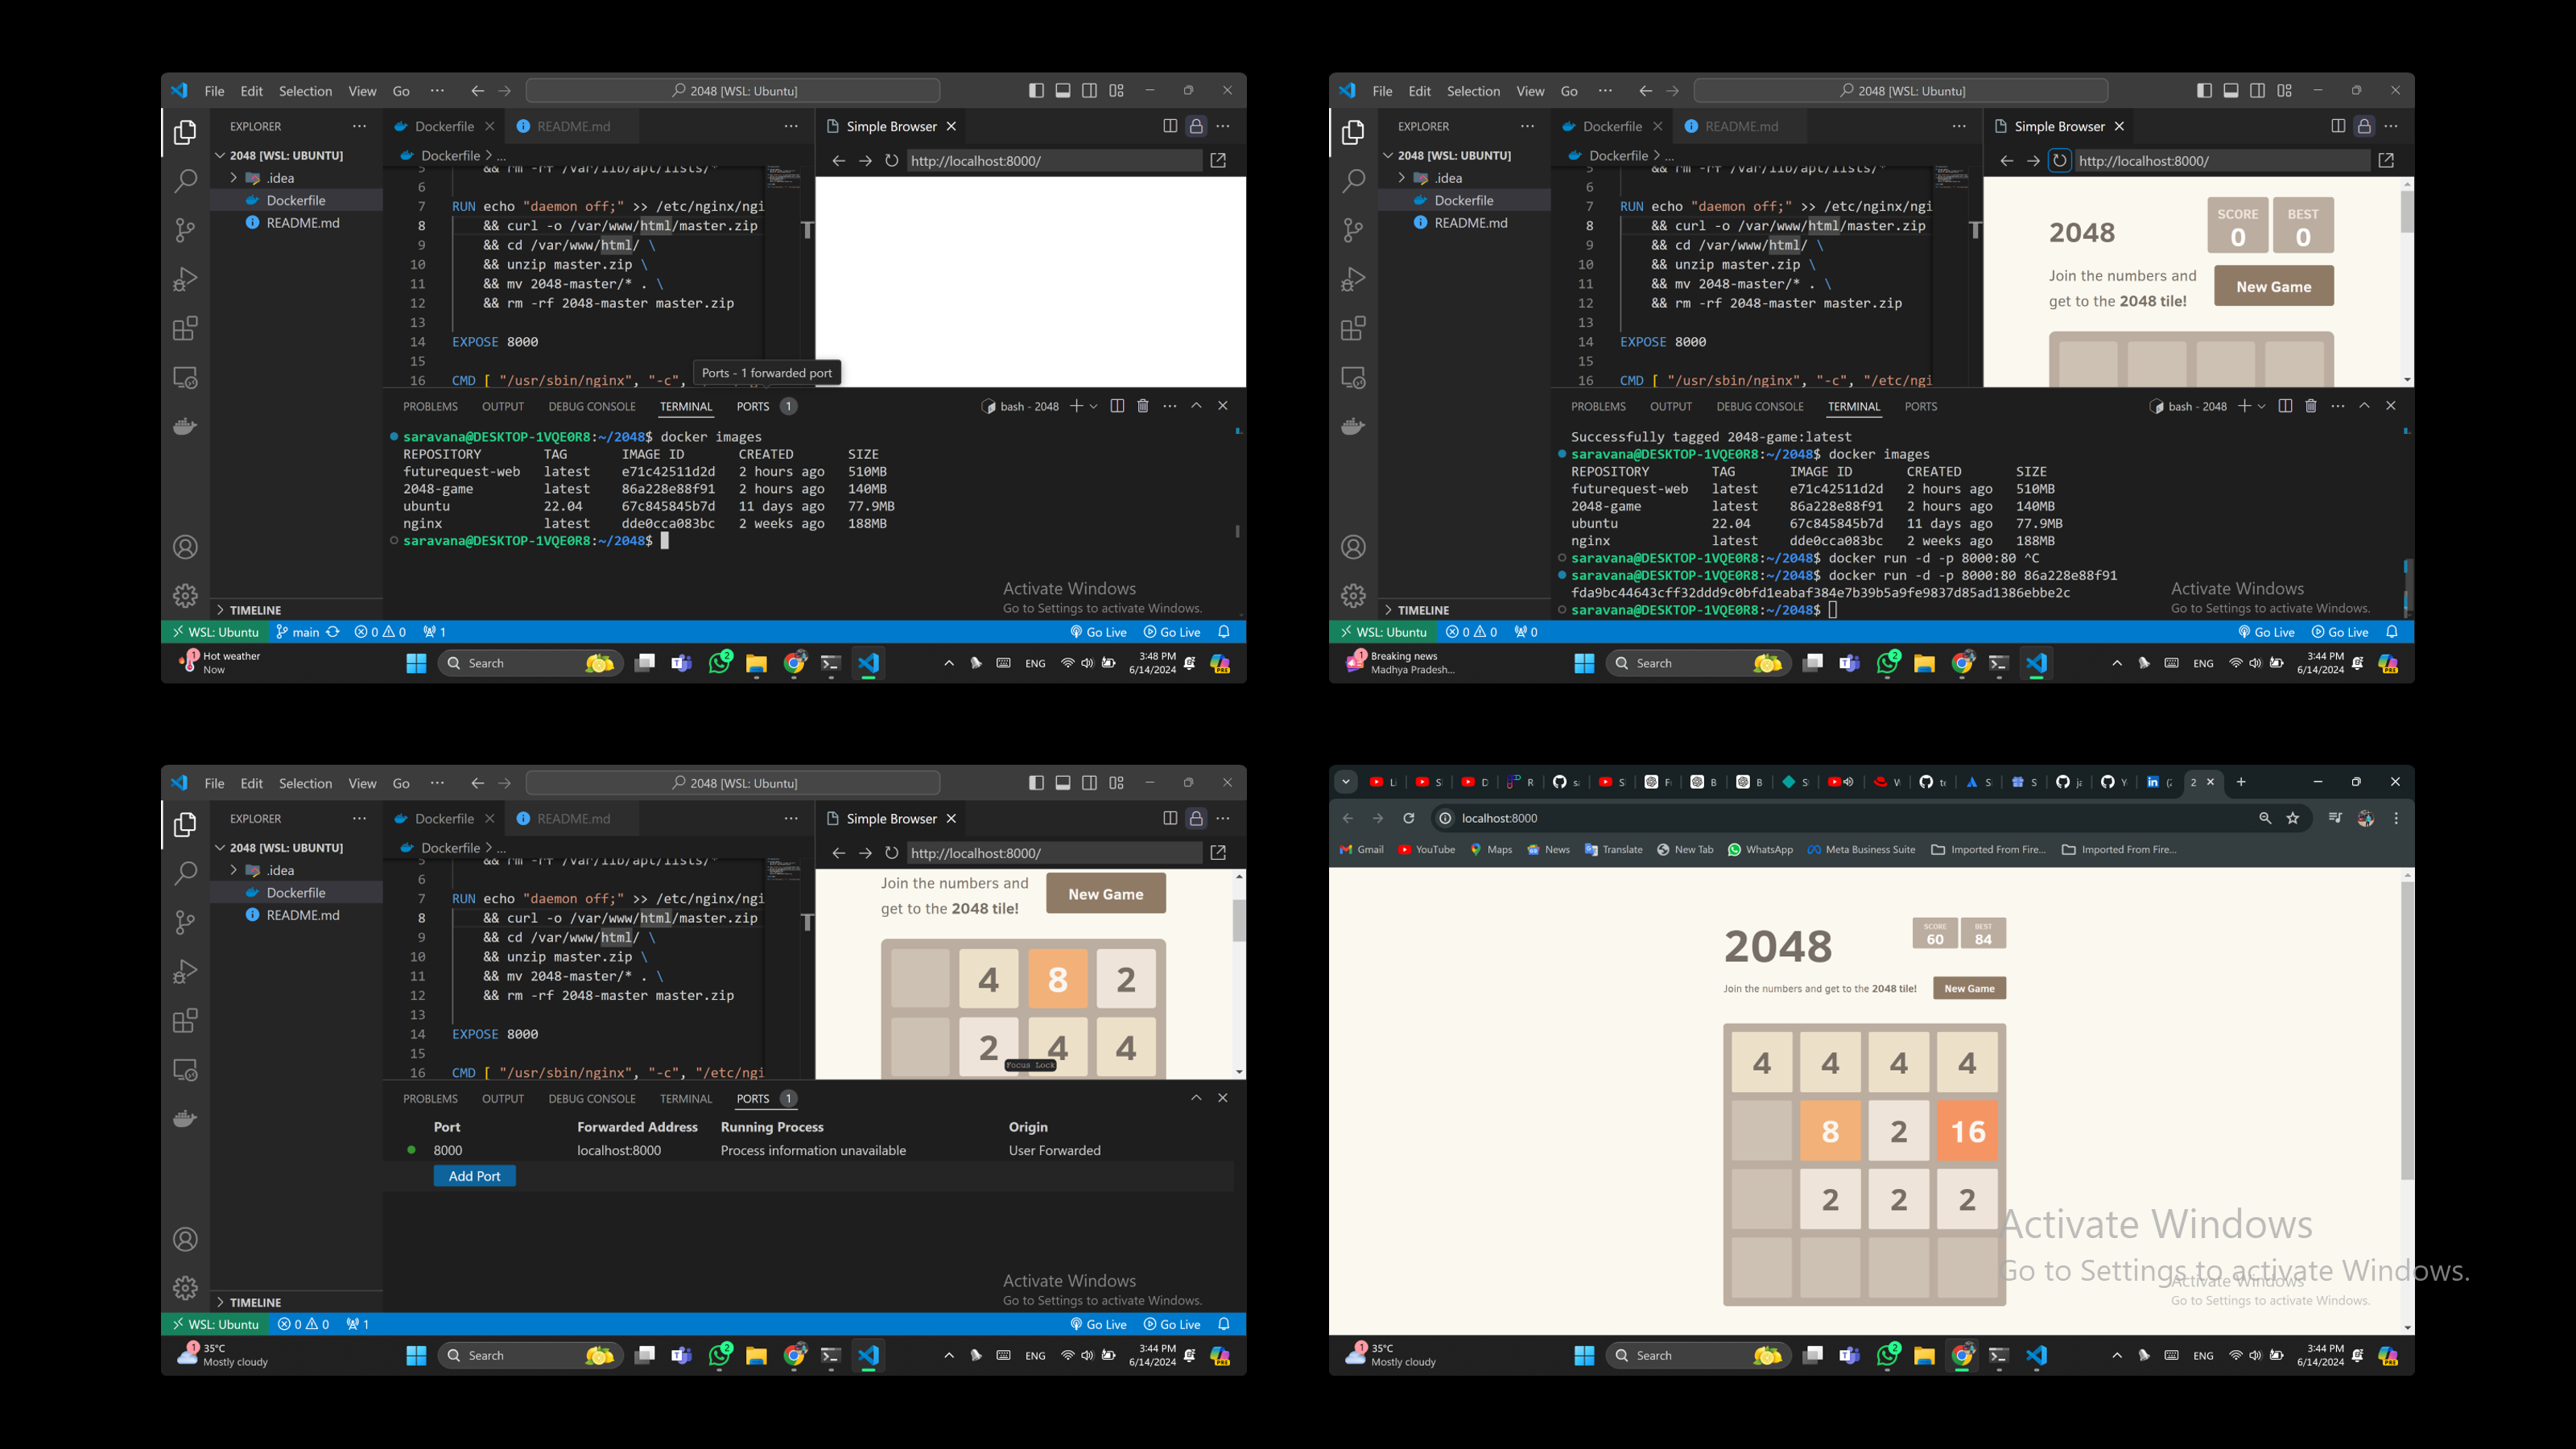 File Edit Selection View Go ··· 2048 [WSL: Ubuntu]
EXPLORER ··· Dockerfile README.md ··· Simple Browser ···
2048 [WSL: UBUNTU] Dockerfile > ... http://localhost:8000/
.idea
Dockerfile
README.md
5 && rm -rf /var/lib/apt/lists/*
6
7 RUN echo "daemon off;" >> /etc/nginx/ngi
8 && curl -o /var/www/html/master.zip
9 && cd /var/www/html/ \
10 && unzip master.zip \
11 && mv 2048-master/* . \
12 && rm -rf 2048-master master.zip
13
14 EXPOSE 8000
15
16 CMD [ "/usr/sbin/nginx", "-c",
Ports - 1 forwarded port
PROBLEMS OUTPUT DEBUG CONSOLE TERMINAL PORTS 1 bash - 2048
saravana@DESKTOP-1VQE0R8:~/2048$ docker images
REPOSITORY TAG IMAGE ID CREATED SIZE
futurequest-web latest e71c42511d2d 2 hours ago 510MB
2048-game latest 86a228e88f91 2 hours ago 140MB
ubuntu 22.04 67c845845b7d 11 days ago 77.9MB
nginx latest dde0cca083bc 2 weeks ago 188MB
saravana@DESKTOP-1VQE0R8:~/2048$
Activate Windows
Go to Settings to activate Windows.
TIMELINE
WSL: Ubuntu main 0 0 1 Go Live Go Live
1 Hot weather
Now
Search 2 ENG 3:48 PM
6/14/2024 PRE
File Edit Selection View Go ··· 2048 [WSL: Ubuntu]
EXPLORER ··· Dockerfile README.md ··· Simple Browser ···
2048 [WSL: UBUNTU] Dockerfile > ... http://localhost:8000/
.idea
Dockerfile
README.md
5 && rm -rf /var/lib/apt/lists/*
6
7 RUN echo "daemon off;" >> /etc/nginx/ngi
8 && curl -o /var/www/html/master.zip
9 && cd /var/www/html/ \
10 && unzip master.zip \
11 && mv 2048-master/* . \
12 && rm -rf 2048-master master.zip
13
14 EXPOSE 8000
15
16 CMD [ "/usr/sbin/nginx", "-c", "/etc/ngi
2048
SCORE
0
BEST
0
Join the numbers and
get to the 2048 tile!
New Game
PROBLEMS OUTPUT DEBUG CONSOLE TERMINAL PORTS bash - 2048
Successfully tagged 2048-game:latest
saravana@DESKTOP-1VQE0R8:~/2048$ docker images
REPOSITORY TAG IMAGE ID CREATED SIZE
futurequest-web latest e71c42511d2d 2 hours ago 510MB
2048-game latest 86a228e88f91 2 hours ago 140MB
ubuntu 22.04 67c845845b7d 11 days ago 77.9MB
nginx latest dde0cca083bc 2 weeks ago 188MB
saravana@DESKTOP-1VQE0R8:~/2048$ docker run -d -p 8000:80 ^C
saravana@DESKTOP-1VQE0R8:~/2048$ docker run -d -p 8000:80 86a228e88f91
fda9bc44643cff32ddd9c0bfd1eabaf384e7b39b5a9fe9837d85ad1386ebbe2c
saravana@DESKTOP-1VQE0R8:~/2048$
Activate Windows
Go to Settings to activate Windows.
TIMELINE
WSL: Ubuntu 0 0 0 Go Live Go Live
1 Breaking news
Madhya Pradesh...
Search 2 ENG 3:44 PM
6/14/2024 PRE
File Edit Selection View Go ··· 2048 [WSL: Ubuntu]
EXPLORER ··· Dockerfile README.md ··· Simple Browser ···
2048 [WSL: UBUNTU] Dockerfile > ... http://localhost:8000/
.idea
Dockerfile
README.md
5 && rm -rf /var/lib/apt/lists/*
6
7 RUN echo "daemon off;" >> /etc/nginx/ngi
8 && curl -o /var/www/html/master.zip
9 && cd /var/www/html/ \
10 && unzip master.zip \
11 && mv 2048-master/* . \
12 && rm -rf 2048-master master.zip
13
14 EXPOSE 8000
15
16 CMD [ "/usr/sbin/nginx", "-c", "/etc/ngi
Join the numbers and
get to the 2048 tile!
New Game
4 8 2
2 4 4
Focus Lock
PROBLEMS OUTPUT DEBUG CONSOLE TERMINAL PORTS 1
Port Forwarded Address Running Process Origin
8000 localhost:8000 Process information unavailable User Forwarded
Add Port
Activate Windows
Go to Settings to activate Windows.
TIMELINE
WSL: Ubuntu 0 0 1 Go Live Go Live
1 35°C
Mostly cloudy
Search 2 ENG 3:44 PM
6/14/2024 PRE
Li S D R S F B B S V S S Y 2
localhost:8000
Gmail YouTube Maps News Translate New Tab WhatsApp Meta Business Suite Imported From Fire... Imported From Fire...
2048
SCORE
60
BEST
84
Join the numbers and get to the 2048 tile!
New Game
4 4 4 4
8 2 16
2 2 2
Activate Windows
Go to Settings to activate Windows.
Activate Windows
Go to Settings to activate Windows.
1 35°C
Mostly cloudy
Search 2 ENG 3:44 PM
6/14/2024 PRE